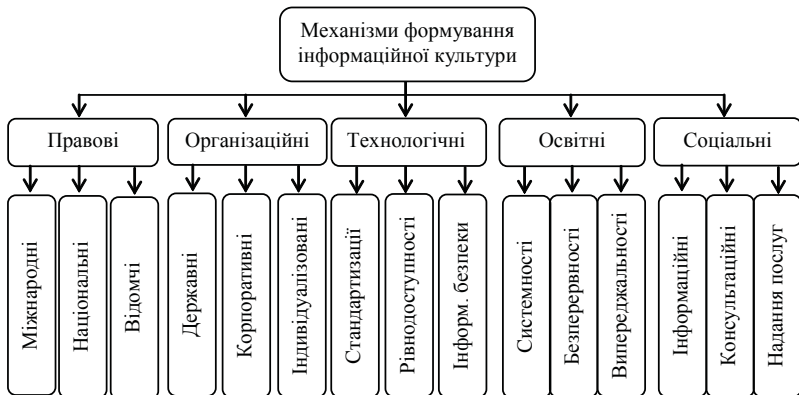 Механізми формування
інформаційної культури
Правові
Організаційні
Технологічні
Освітні
Соціальні
Міжнародні
Національні
Відомчі
Державні
Корпоративні
Індивідуалізовані
Стандартизації
Рівнодоступності
Інформ. безпеки
Системності
Безперервності
Випереджальності
Інформаційні
Консультаційні
Надання послуг